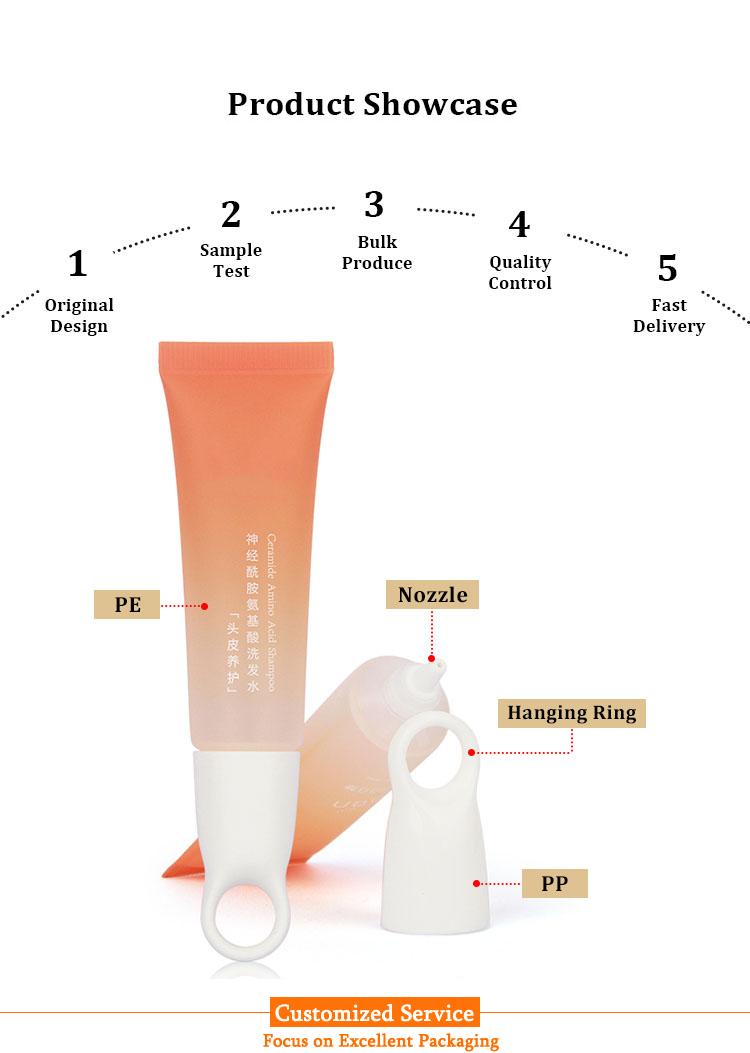 Product Showcase
1
Original
Design
2
Sample
Test
3
Bulk
Produce
4
Quality
Control
5
Fast
Delivery
Ceramide Amino Acid Shampoo
神经酰胺氨基酸洗发水
「头皮养护」
PE
Nozzle
Hanging Ring
PP
Customized Service
Focus on Excellent Packaging